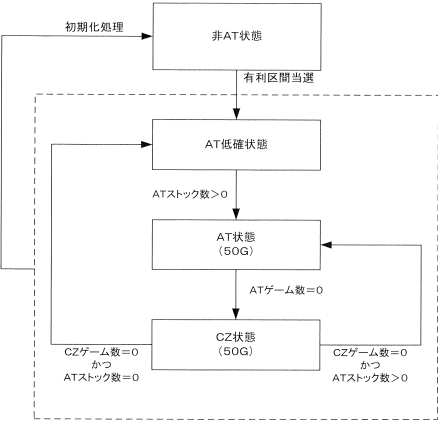 初期化処理
非AT状態
有利区間当選
AT低確状態
ATストック数>0
AT状態
(50G)
ATゲーム数=0
CZ状態
(50G)
CZゲーム数=0
かつ
ATストック数=0
CZゲーム数=0
かつ
ATストック数>0